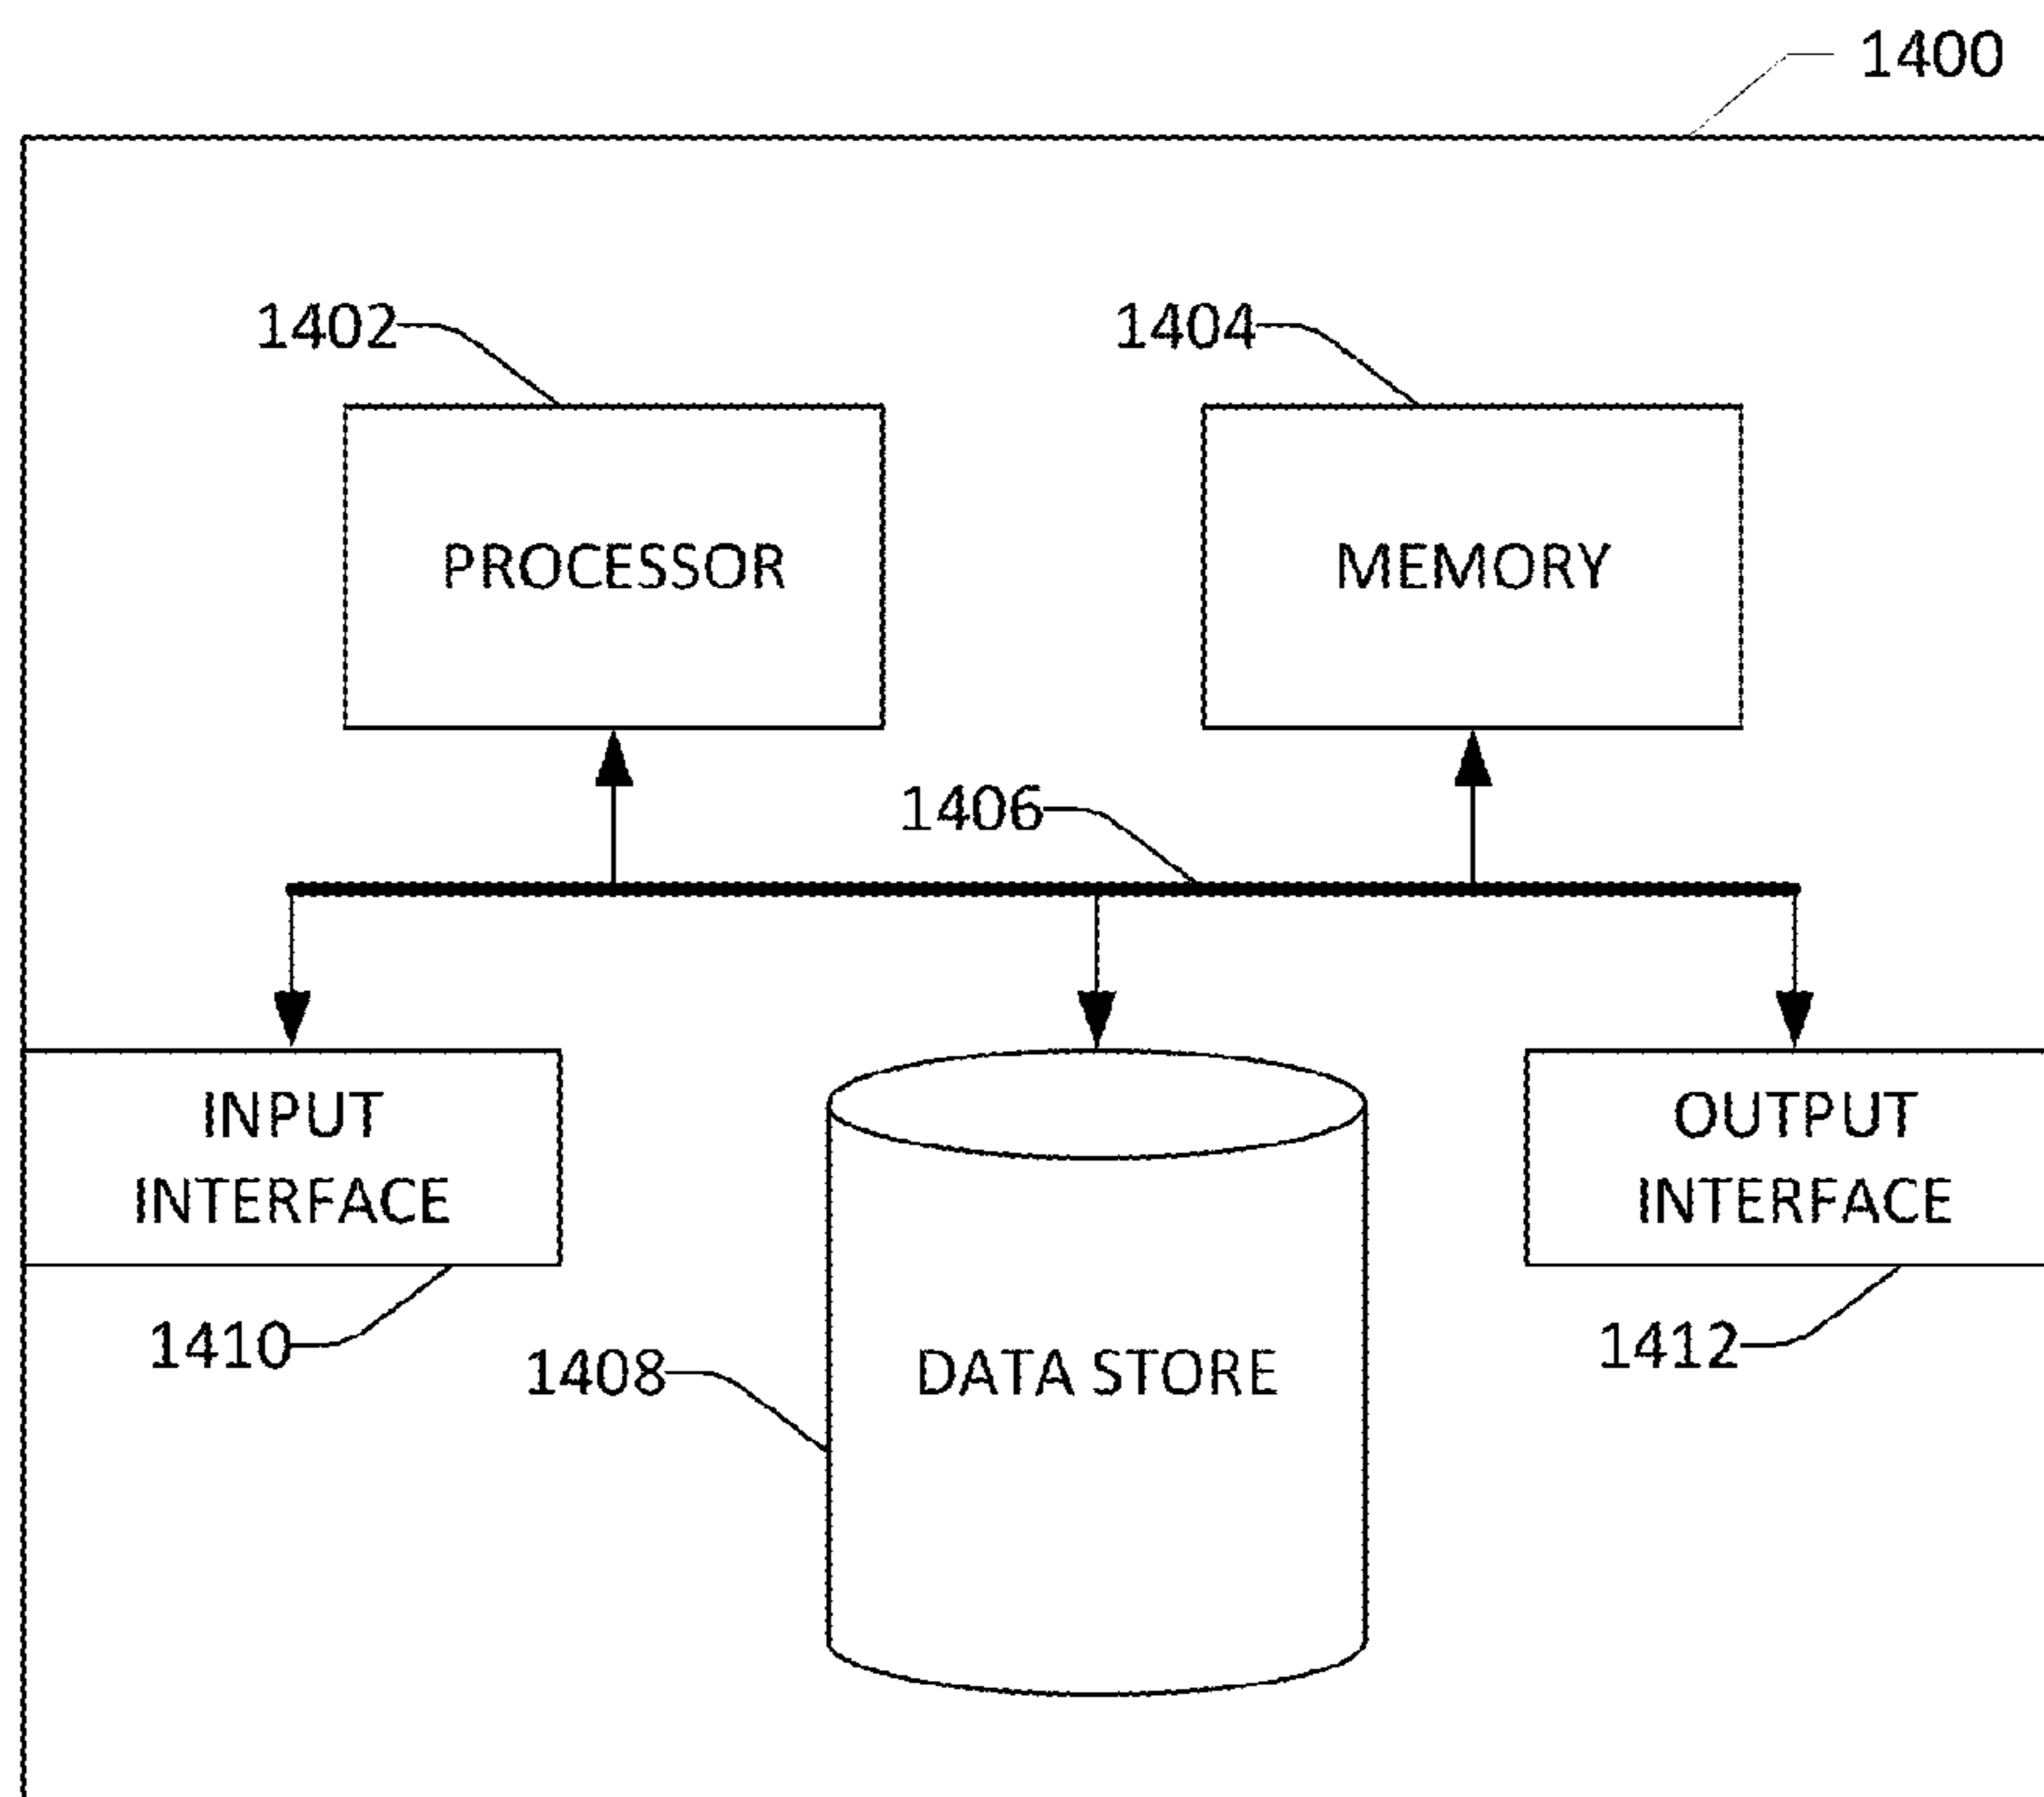 1400
1402
1404
PROCESSOR
MEMORY
1406
INPUT
INTERFACE
OUTPUT
INTERFACE
1410
1408
DATA STORE
1412